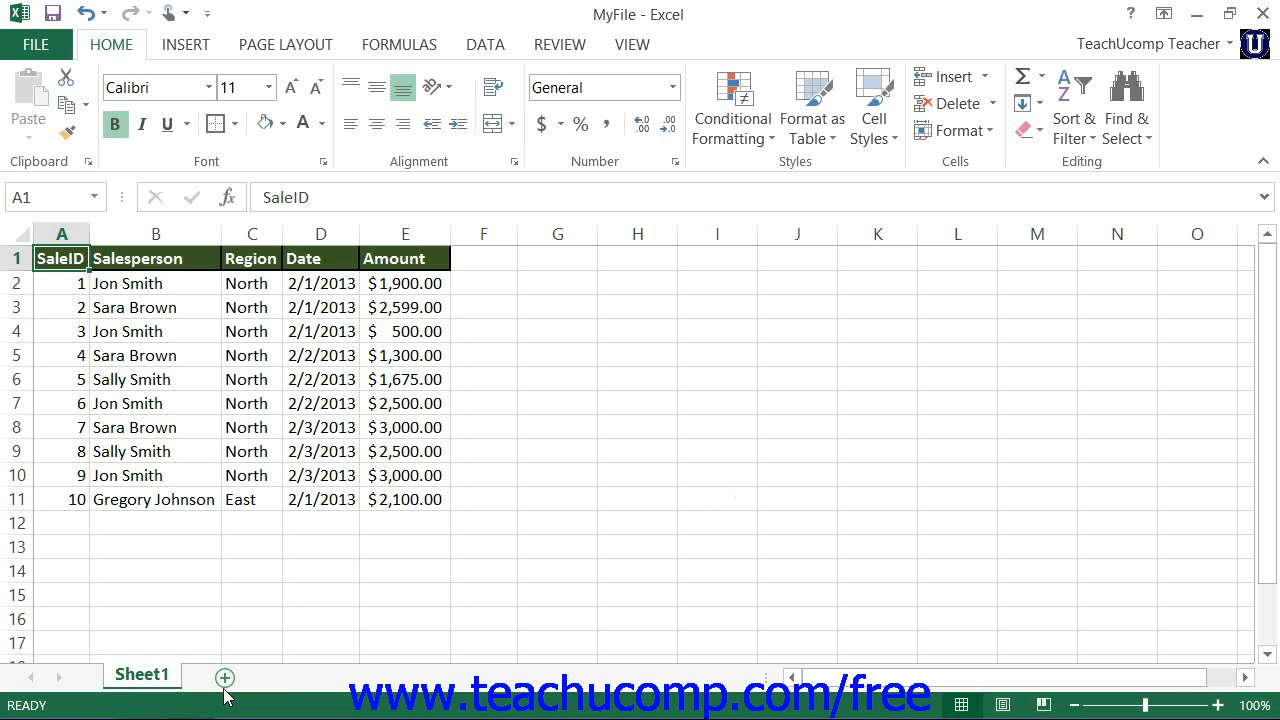 MyFile - Excel
?
FILE HOME INSERT PAGE LAYOUT FORMULAS DATA REVIEW VIEW TeachUcomp Teacher U
Paste
Clipboard
Calibri 11 A A
B I U A
Font
Alignment
General
$ % , .0 .00 .00 .0
Number
Conditional Formatting
Format as Table
Cell Styles
Styles
Insert
Delete
Format
Cells
Σ
A Z
Sort & Filter
Find & Select
Editing
A1 fx SaleID
A B C D E F G H I J K L M N O
1 SaleID Salesperson Region Date Amount
2 1 Jon Smith North 2/1/2013 $1,900.00
3 2 Sara Brown North 2/1/2013 $2,599.00
4 3 Jon Smith North 2/1/2013 $ 500.00
5 4 Sara Brown North 2/2/2013 $1,300.00
6 5 Sally Smith North 2/2/2013 $1,675.00
7 6 Jon Smith North 2/2/2013 $2,500.00
8 7 Sara Brown North 2/3/2013 $3,000.00
9 8 Sally Smith North 2/3/2013 $2,500.00
10 9 Jon Smith North 2/3/2013 $3,000.00
11 10 Gregory Johnson East 2/1/2013 $2,100.00
12
13
14
15
16
17
Sheet1
READY www.teachucomp.com/free 100%